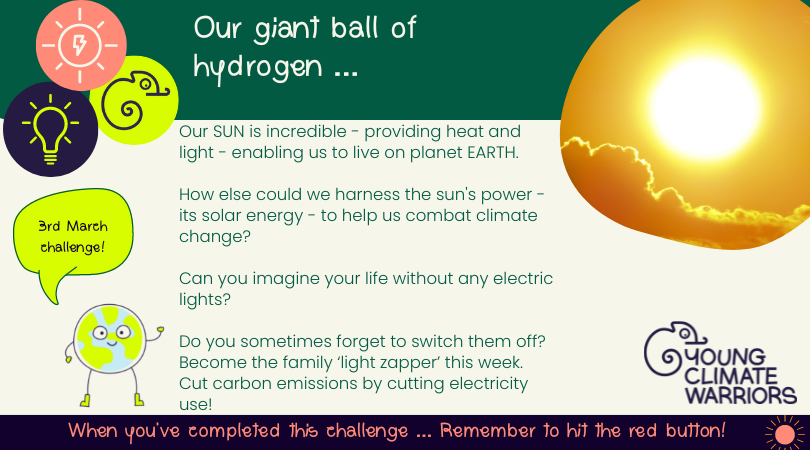 Our giant ball of
hydrogen ...
Our SUN is incredible - providing heat and
light - enabling us to live on planet EARTH.
How else could we harness the sun's power -
its solar energy - to help us combat climate
change?
Can you imagine your life without any electric
lights?
Do you sometimes forget to switch them off?
Become the family ‘light zapper’ this week.
Cut carbon emissions by cutting electricity
use!
3rd March
challenge!
YOUNG
CLIMATE
WARRIORS
When you've completed this challenge ... Remember to hit the red button!